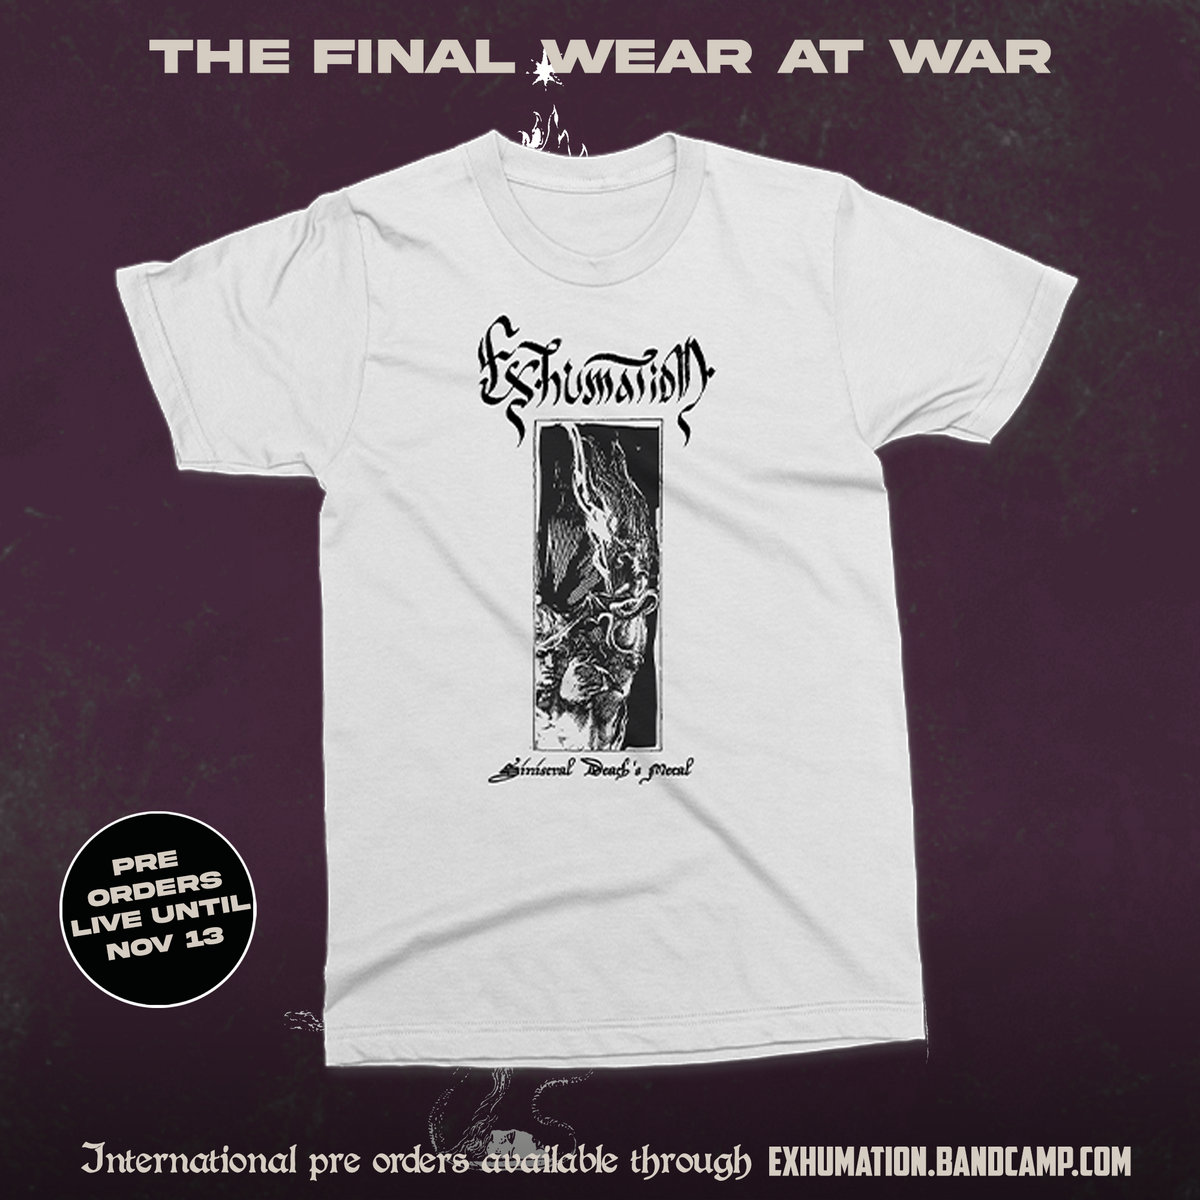 THE FINAL WEAR AT WAR
Exhumation
Sinistral Death's Metal
PRE
ORDERS
LIVE UNTIL
NOV 13
International pre orders available through EXHUMATION.BANDCAMP.COM